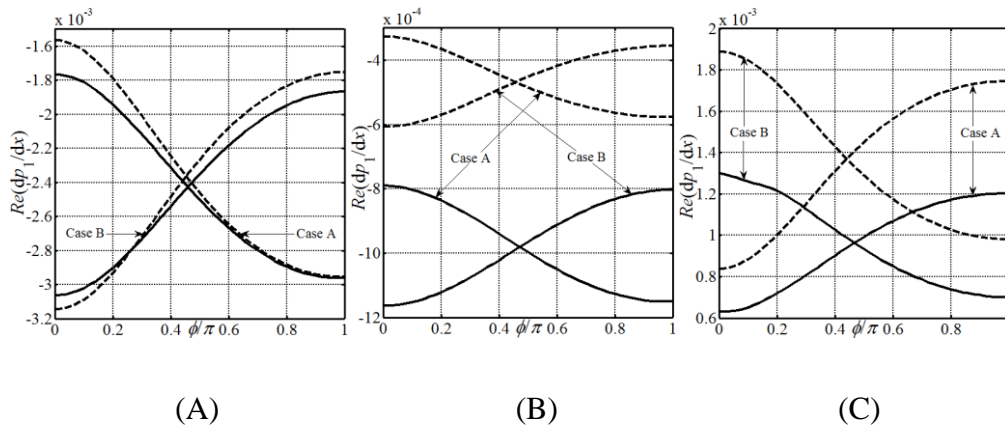 x 10⁻³
-1.6
-1.8
-2
-2.2
-2.4
-2.6
-2.8
-3
-3.2
Re(dp₁/dx)
Case B
Case A
0 0.2 0.4 ϕ/π 0.6 0.8 1
(A)
x 10⁻⁴
-4
-6
-8
-10
-12
Re(dp₁/dx)
Case A
Case B
0 0.2 0.4 ϕ/π 0.6 0.8 1
(B)
x 10⁻³
2
1.8
1.6
1.4
1.2
1
0.8
0.6
Re(dp₁/dx)
Case B
Case A
0 0.2 0.4 ϕ/π 0.6 0.8 1
(C)